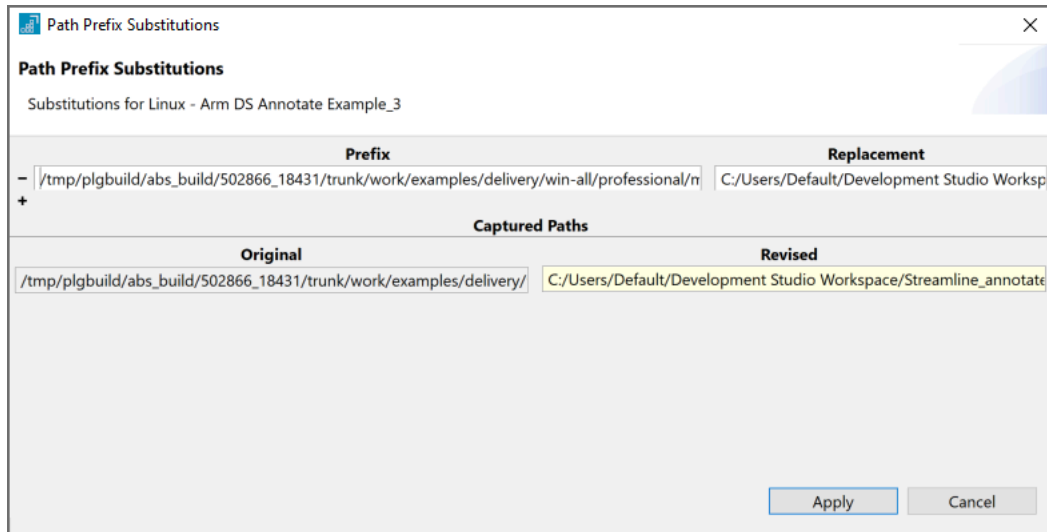 Path Prefix Substitutions
Path Prefix Substitutions
Substitutions for Linux - Arm DS Annotate Example_3
Prefix Replacement
− /tmp/plgbuild/abs_build/502866_18431/trunk/work/examples/delivery/win-all/professional/m C:/Users/Default/Development Studio Worksp
+
Captured Paths
Original Revised
/tmp/plgbuild/abs_build/502866_18431/trunk/work/examples/delivery/ C:/Users/Default/Development Studio Workspace/Streamline_annotate
Apply Cancel